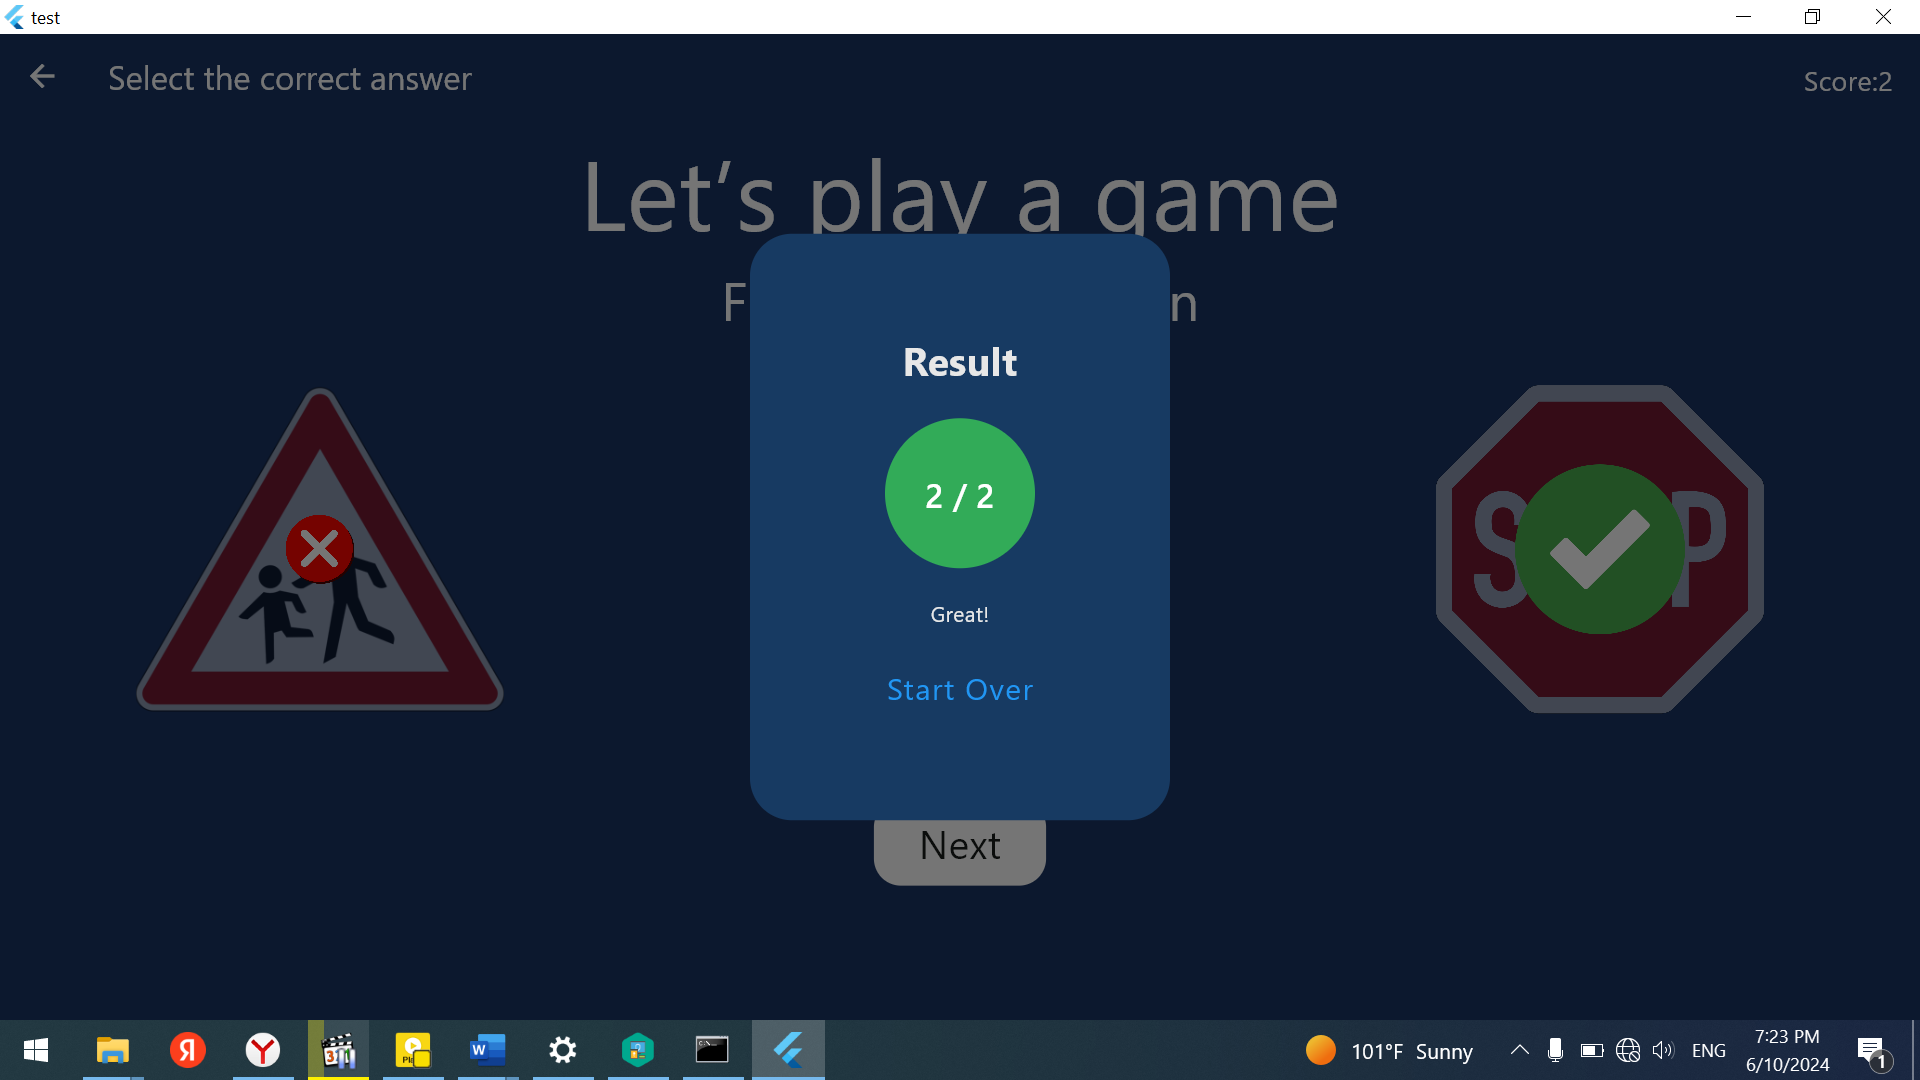 test
Select the correct answer
Score:2
Let's play a game
F
n
Result
S
P
2 / 2
Great!
Start Over
Next
101°F Sunny
ENG
7:23 PM
6/10/2024
1